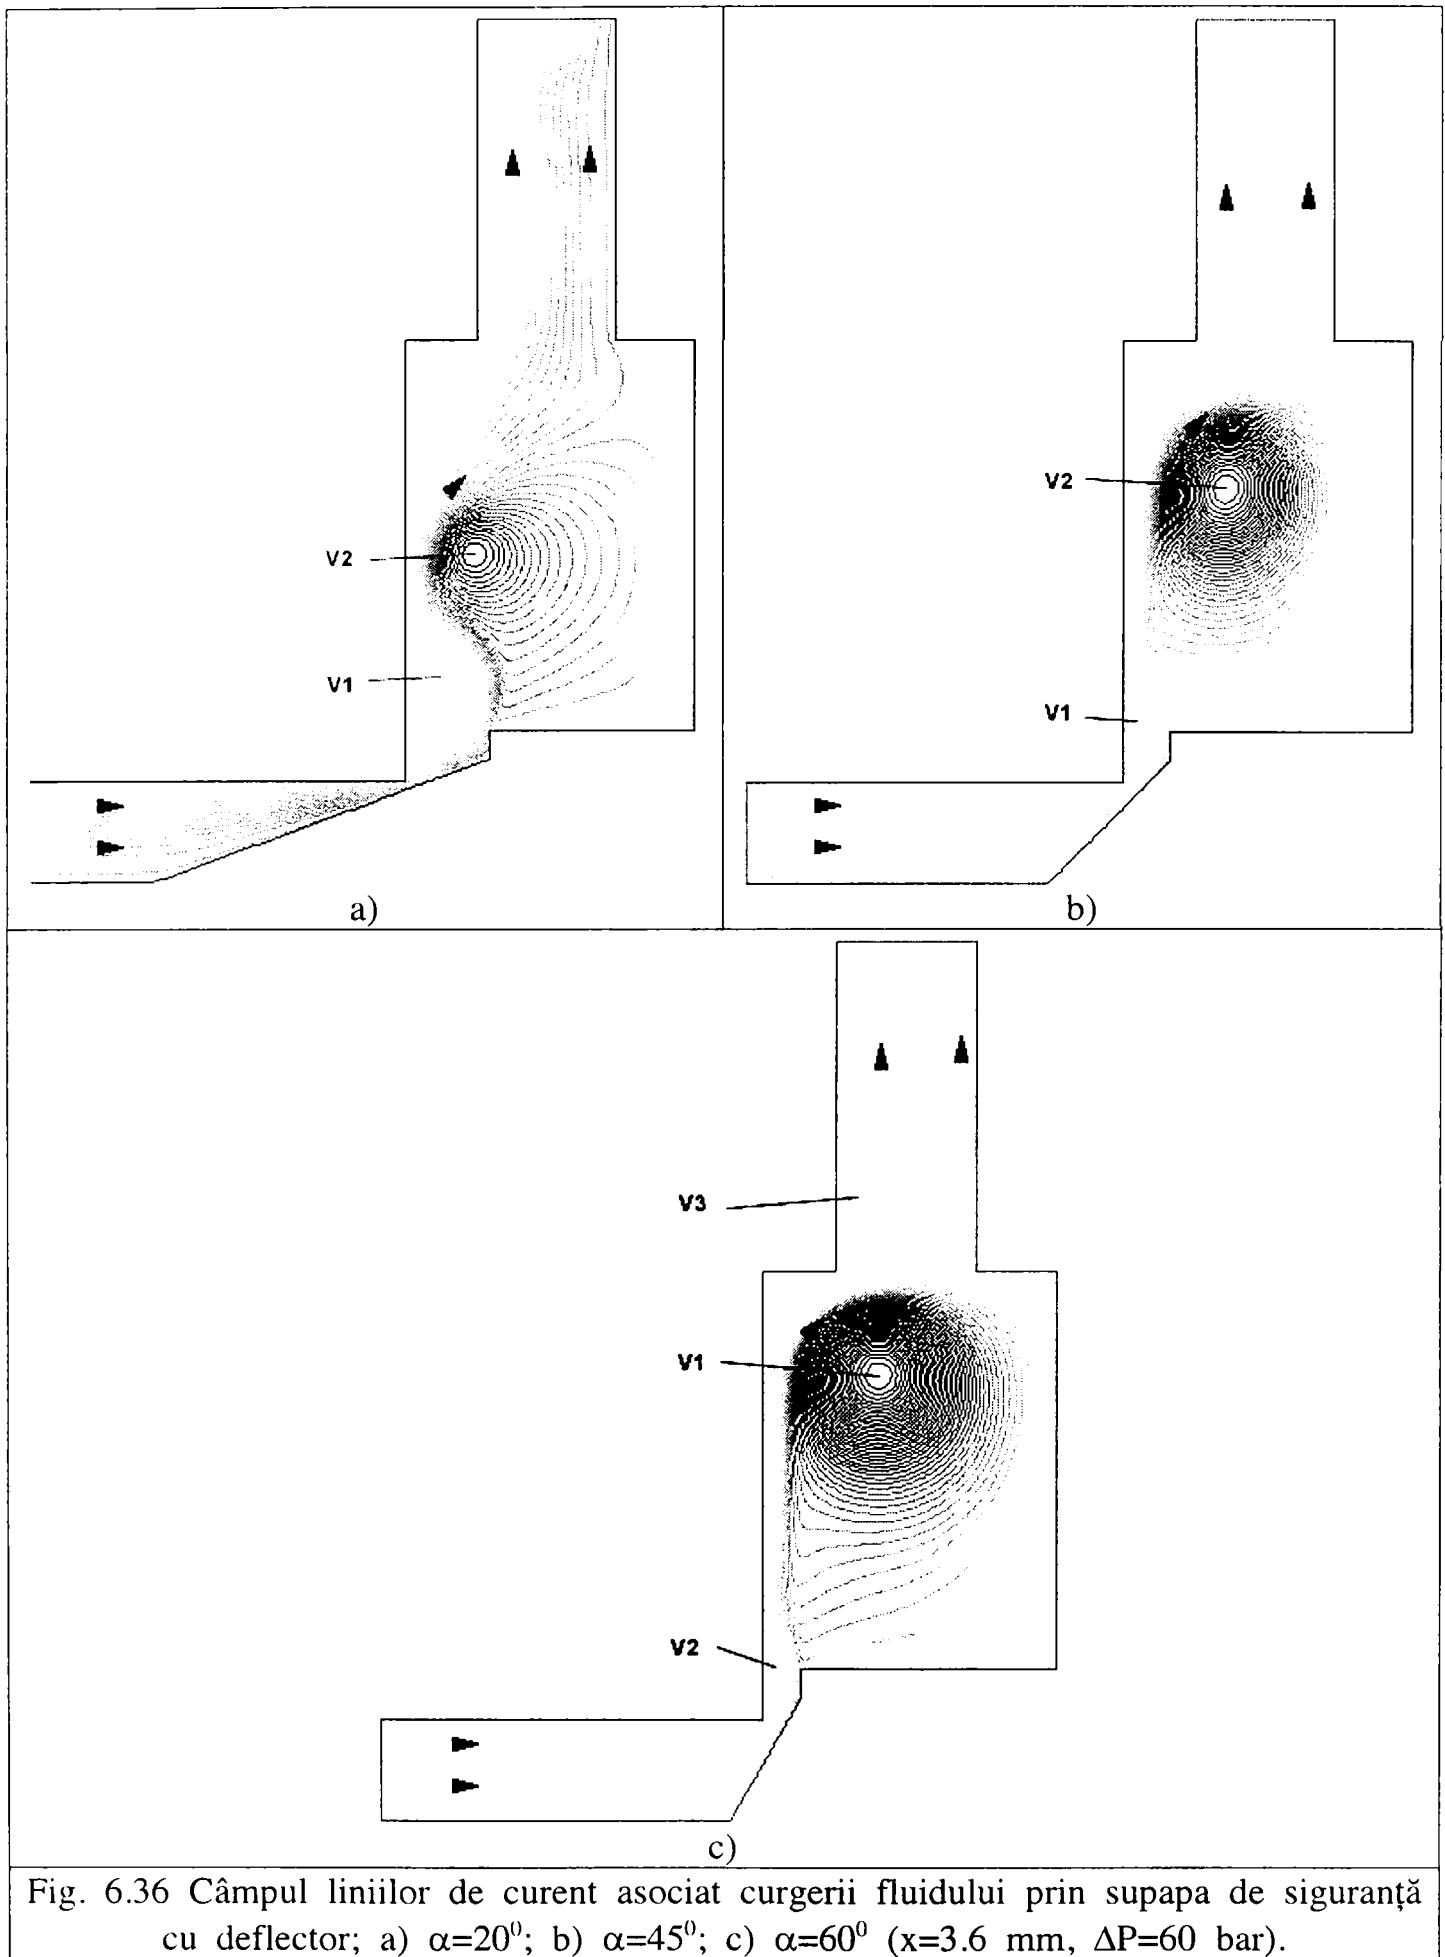 V2
V1
a)
V2
V1
b)
V3
V1
V2
c)
Fig. 6.36 Câmpul liniilor de curent asociat curgerii fluidului prin supapa de siguranță
cu deflector; a) α=20⁰; b) α=45⁰; c) α=60⁰ (x=3.6 mm, ΔP=60 bar).